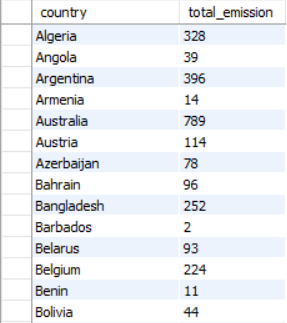 country total_emission
Algeria 328
Angola 39
Argentina 396
Armenia 14
Australia 789
Austria 114
Azerbaijan 78
Bahrain 96
Bangladesh 252
Barbados 2
Belarus 93
Belgium 224
Benin 11
Bolivia 44